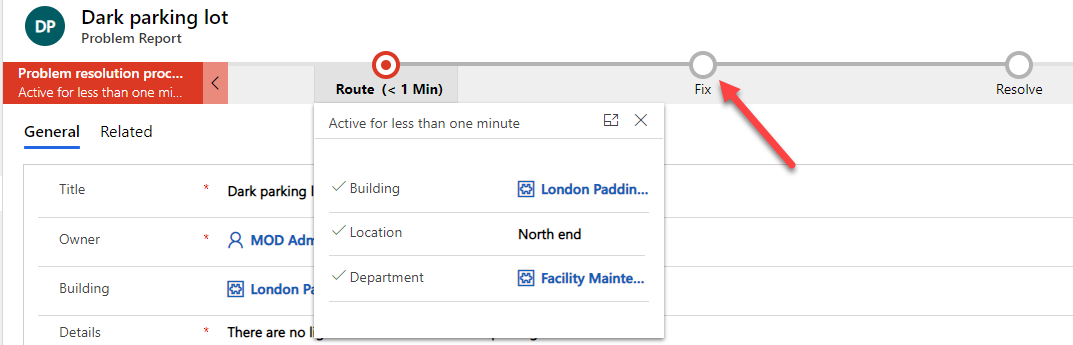 DP
Dark parking lot
Problem Report
Problem resolution proc...
Active for less than one mi...
Route (< 1 Min)
Fix
Resolve
General
Related
Active for less than one minute
Building
London Paddin...
Location
North end
Department
Facility Mainte...
Title
*
Dark parking l
Owner
*
MOD Adm
Building
London Pa
Details
*
There are no lig